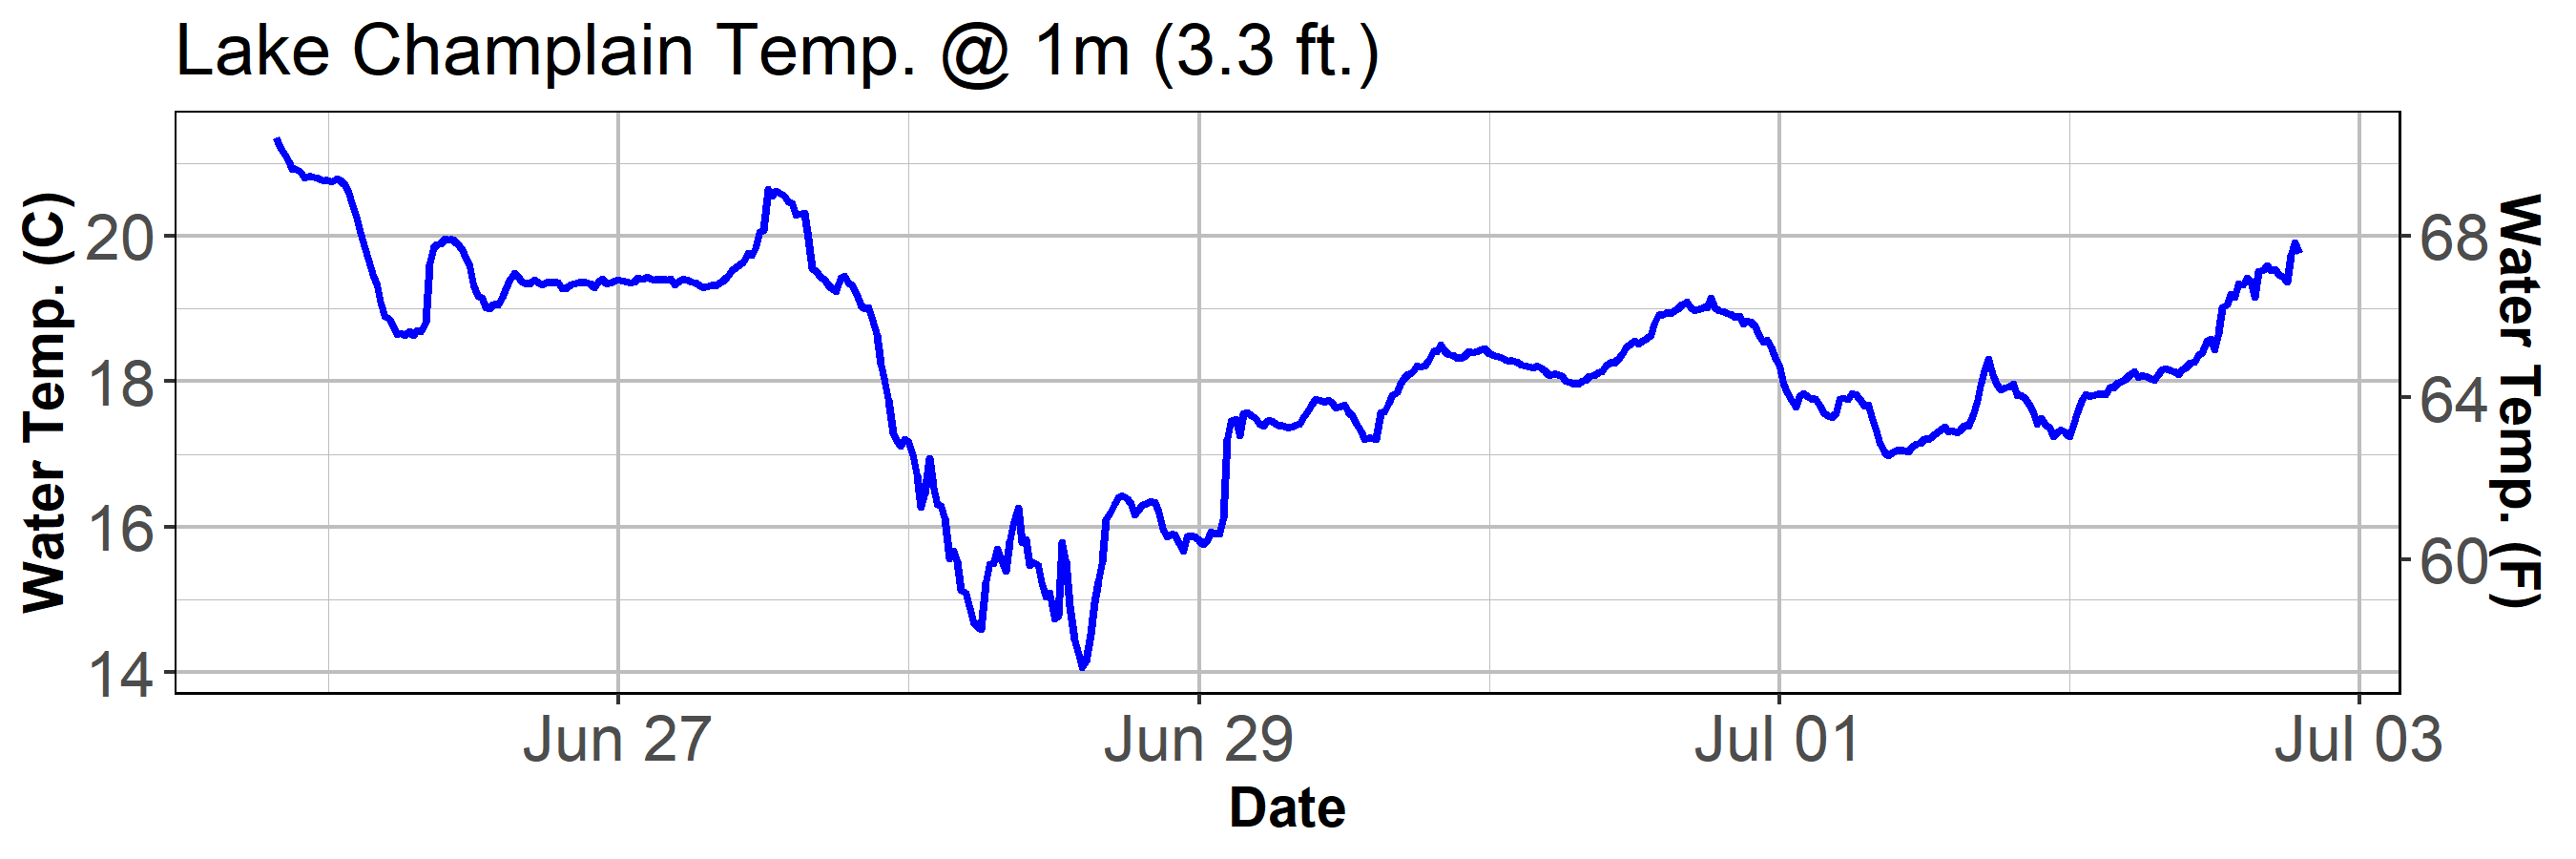 Lake Champlain Temp. @ 1m (3.3 ft.)
Water Temp. (C)
20
18
16
14
68
64
60
Water Temp. (F)
Jun 27
Jun 29
Jul 01
Jul 03
Date